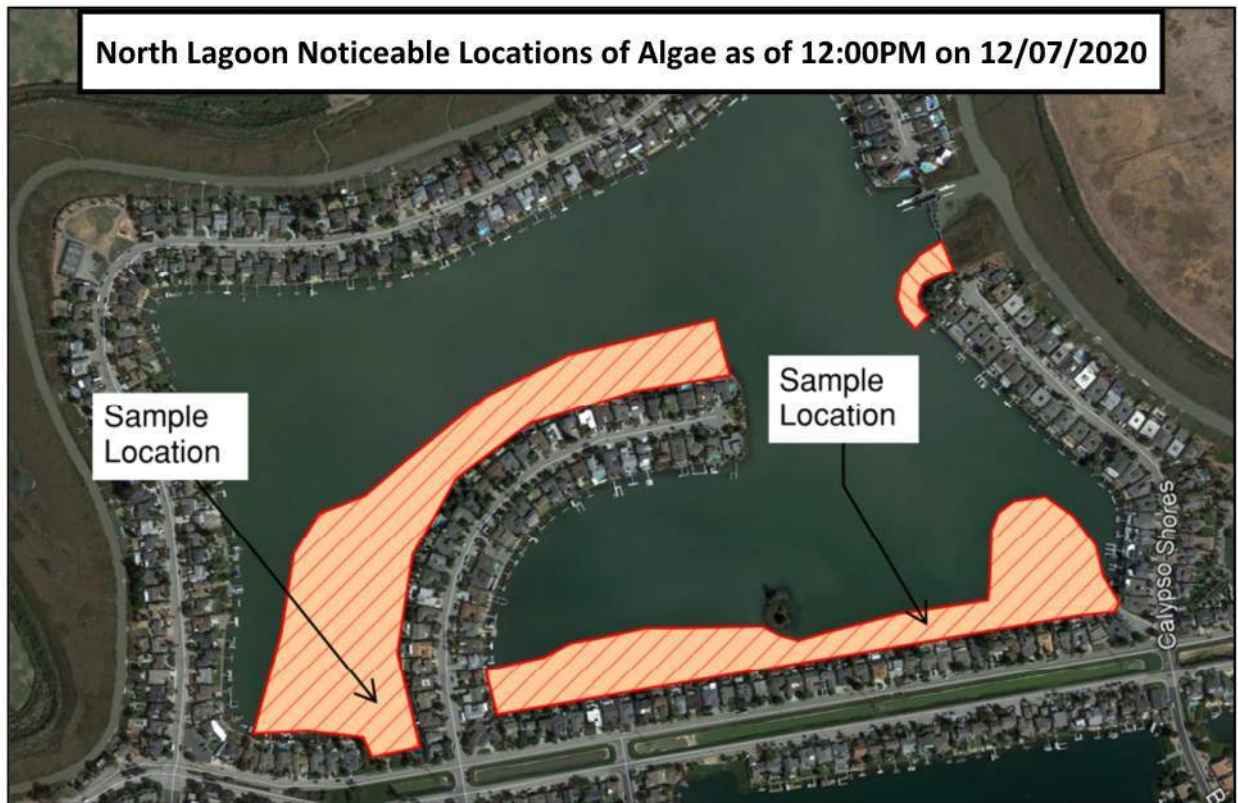 North Lagoon Noticeable Locations of Algae as of 12:00PM on 12/07/2020
Sample
Location
Sample
Location
Calypso Shores